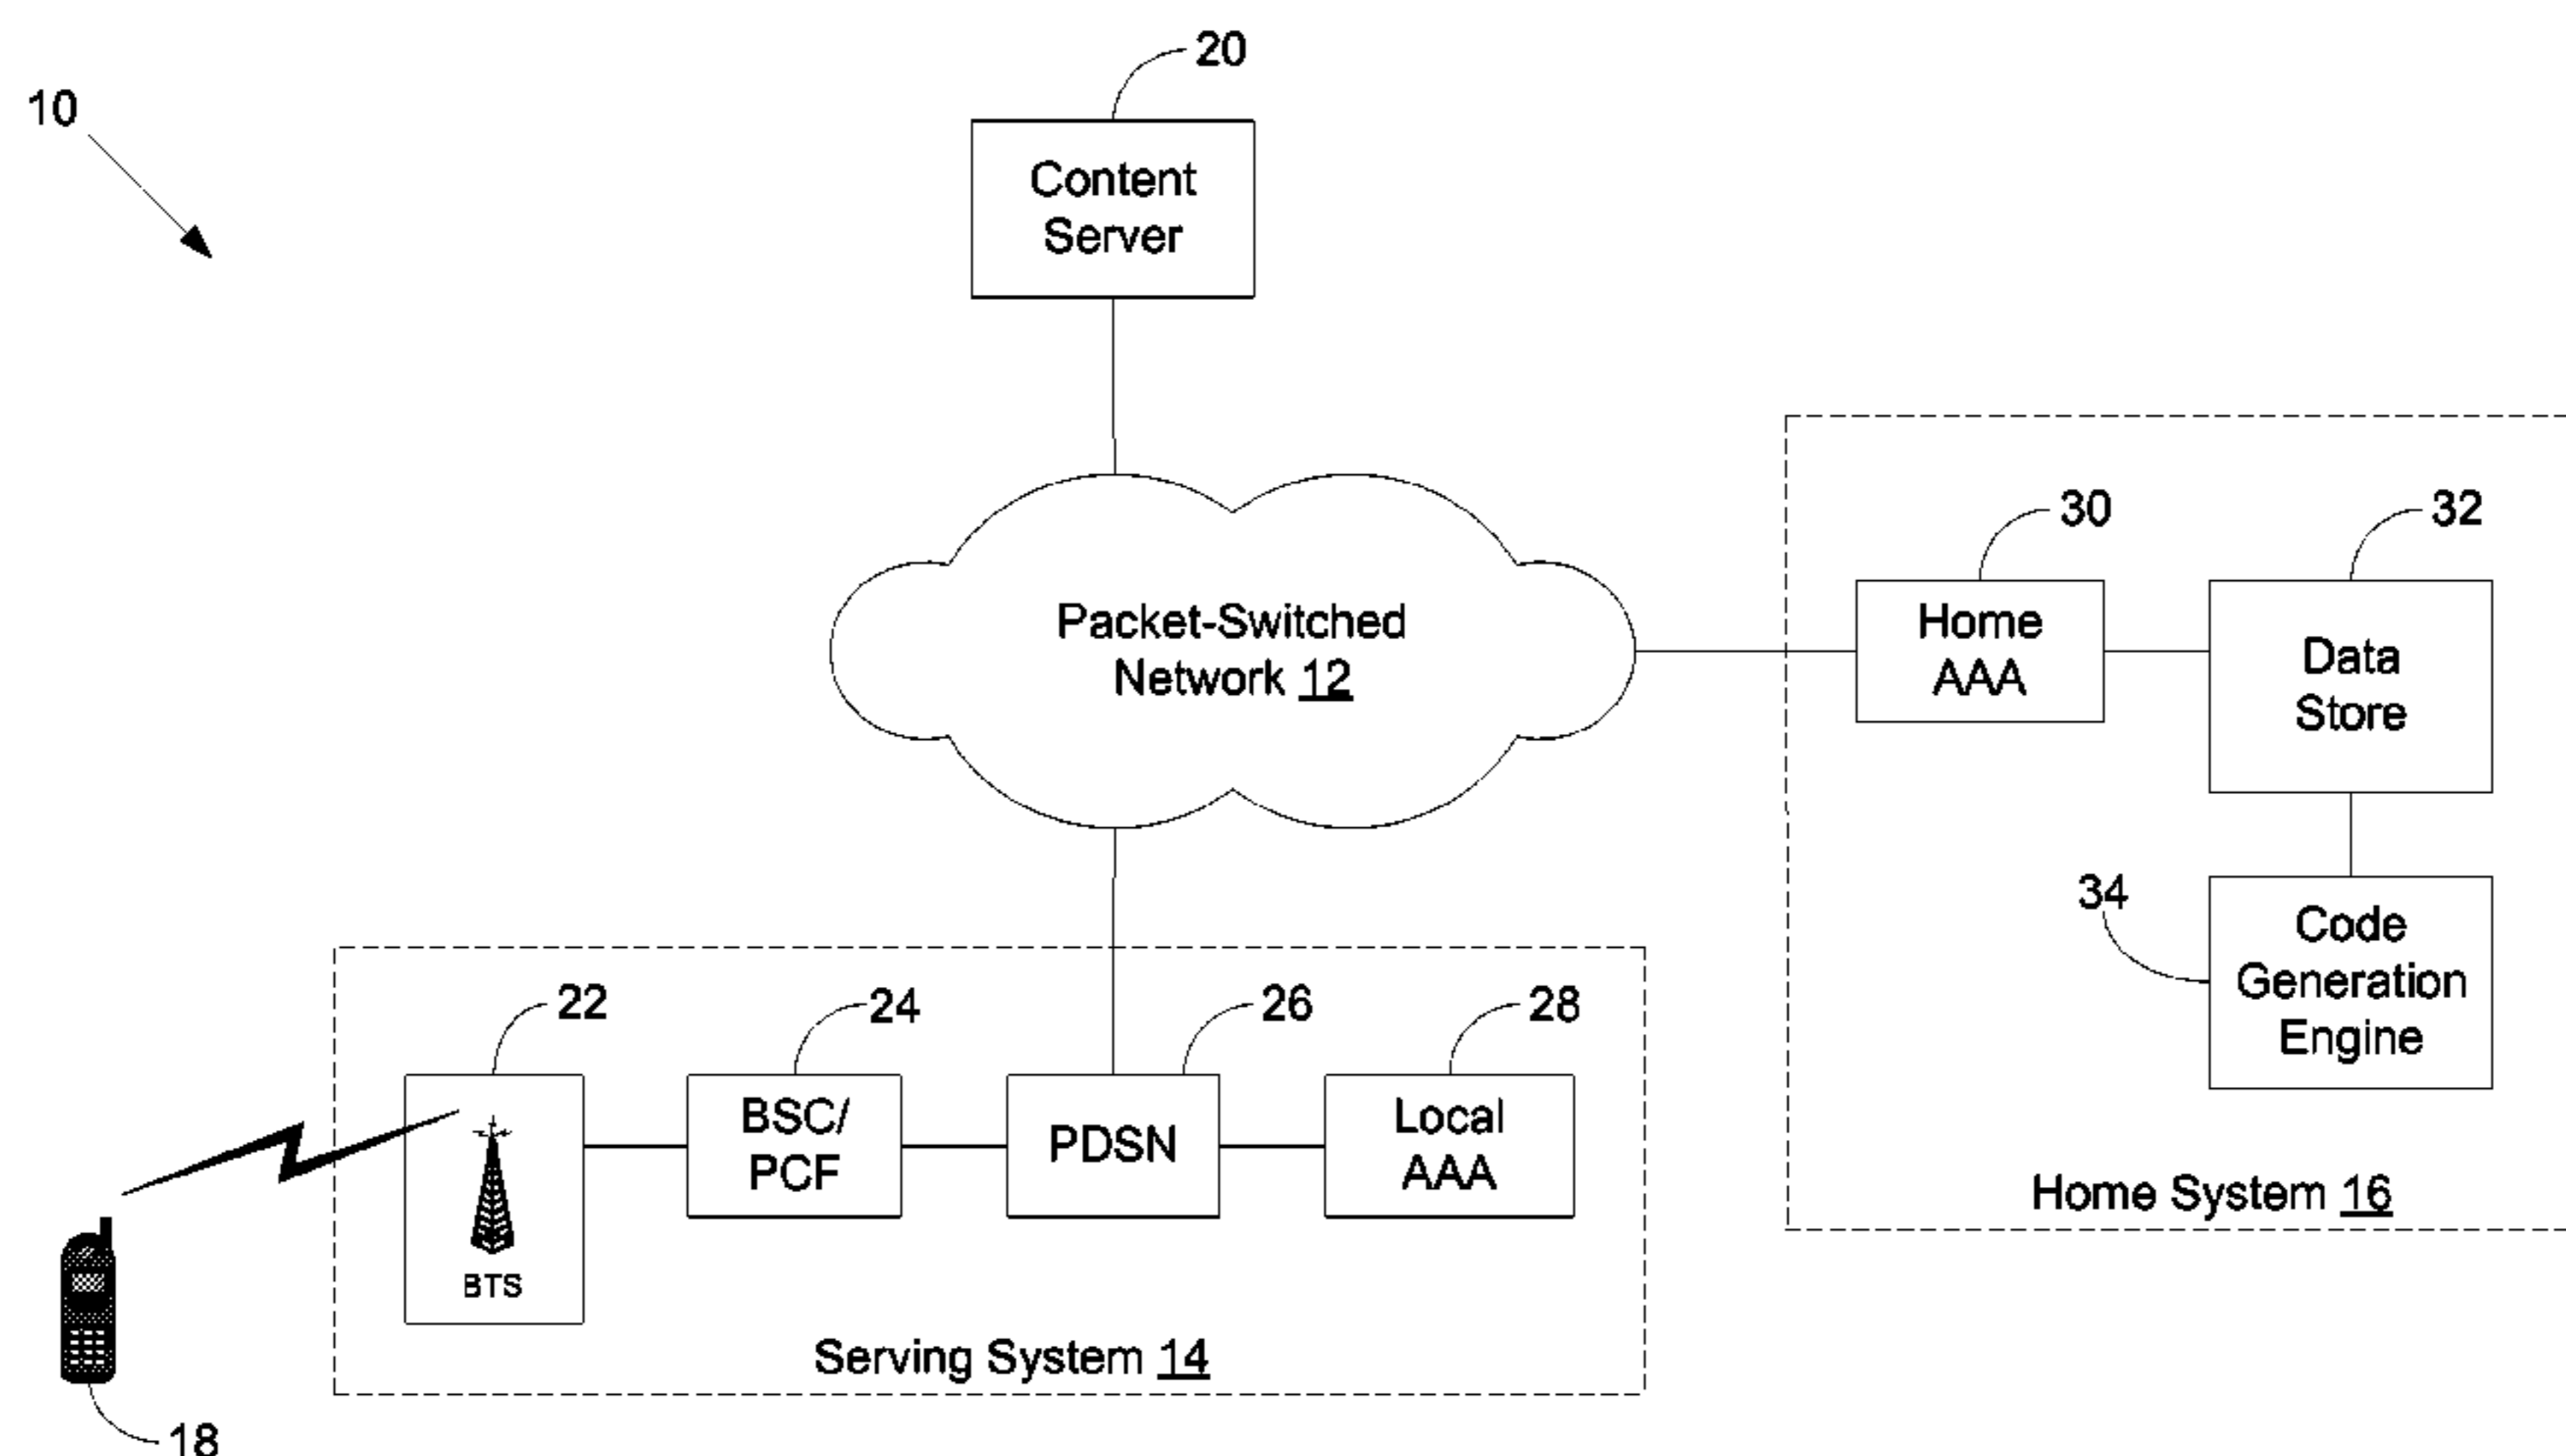 20
10
Content
Server
30
32
Packet-Switched
Network 12
Home
AAA
Data
Store
34
Code
Generation
Engine
22
24
26
28
BSC/
PCF
PDSN
Local
AAA
BTS
Home System 16
Serving System 14
18